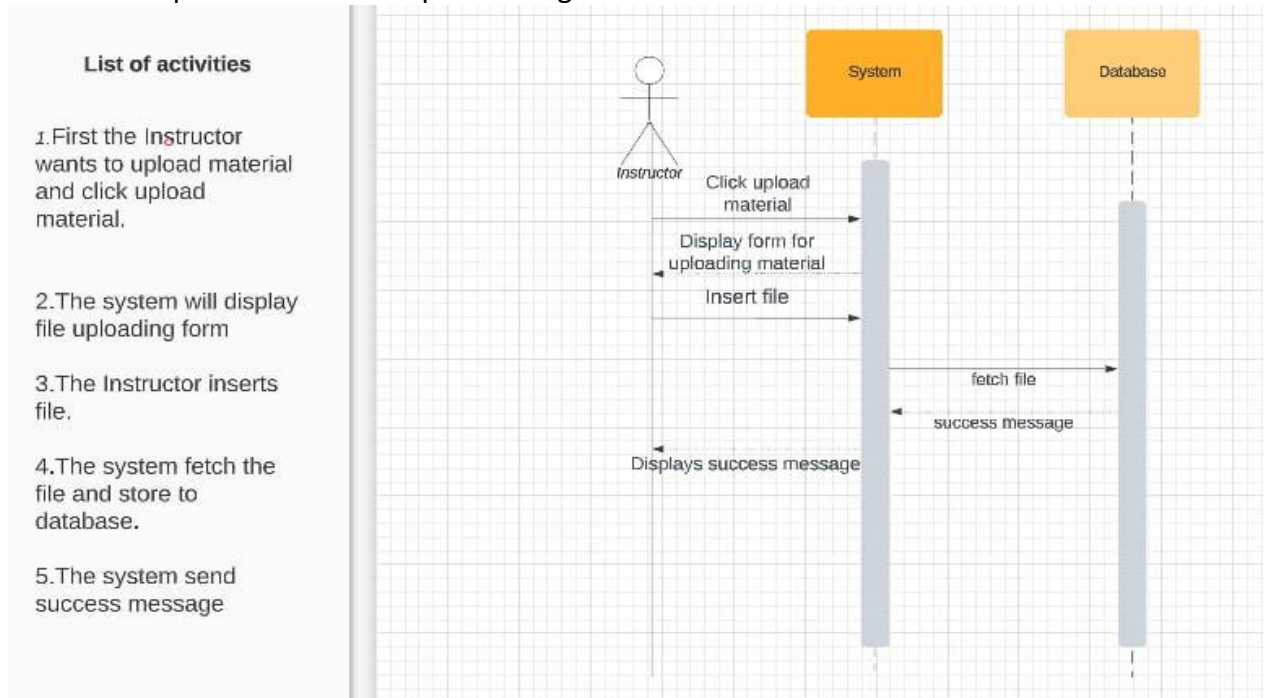 List of activities
1.First the Instructor
wants to upload material
and click upload
material.
2.The system will display
file uploading form
3.The Instructor inserts
file.
4.The system fetch the
file and store to
database.
5.The system send
success message
System
Database
Instructor
Click upload
material
Display form for
uploading material
Insert file
fetch file
success message
Displays success message